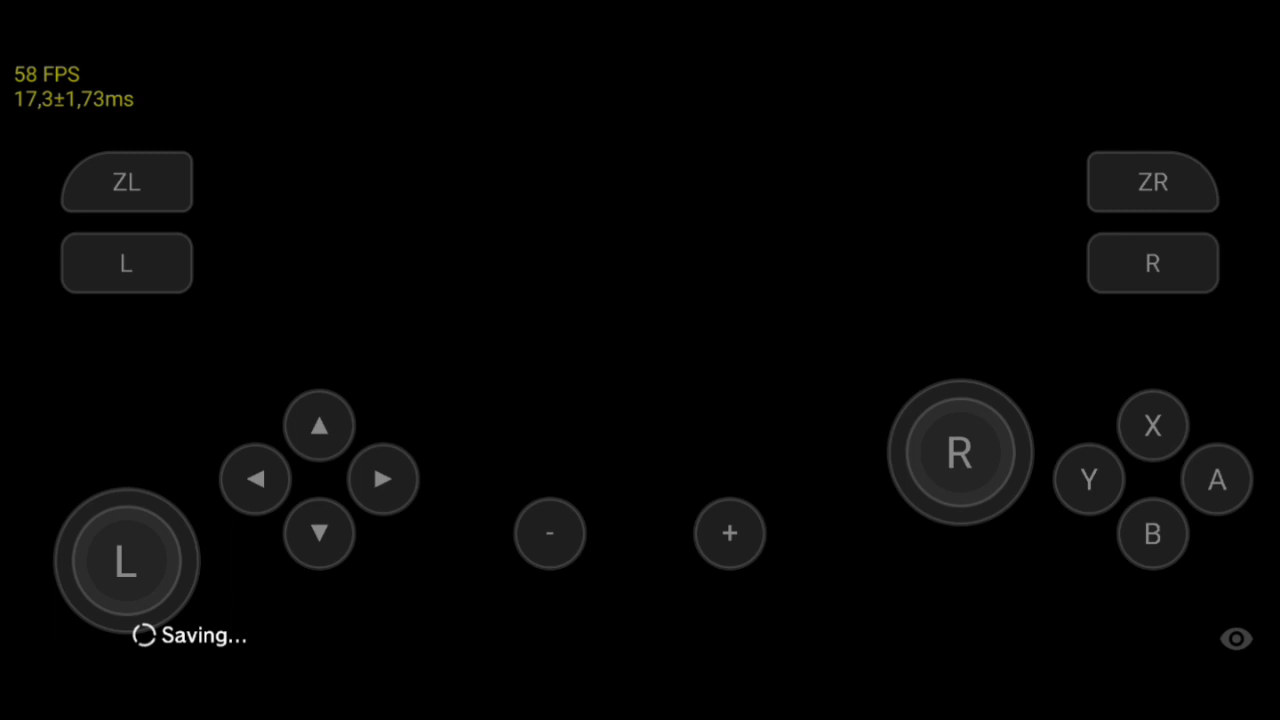 58 FPS
17,3±1,73ms
ZL
ZR
L
R
R
X
Y
A
-
+
B
L
Saving...